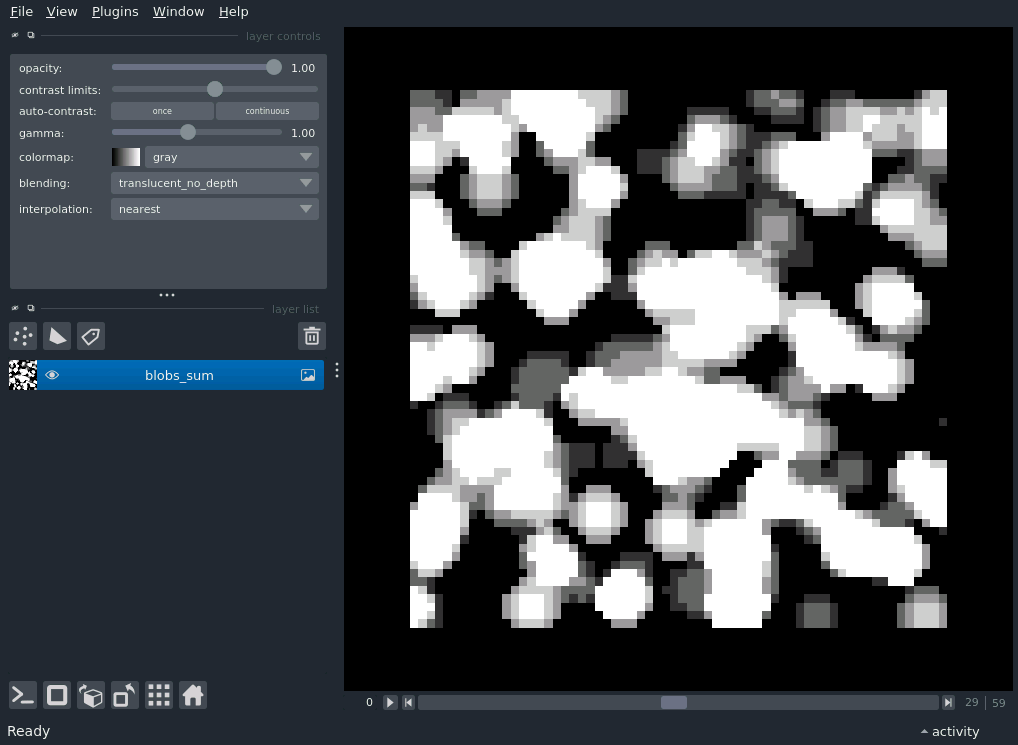 File View Plugins Window Help
layer controls
opacity: 1.00
contrast limits:
auto-contrast: once continuous
gamma: 1.00
colormap: gray
blending: translucent_no_depth
interpolation: nearest
layer list
blobs_sum
0 29 59
Ready activity